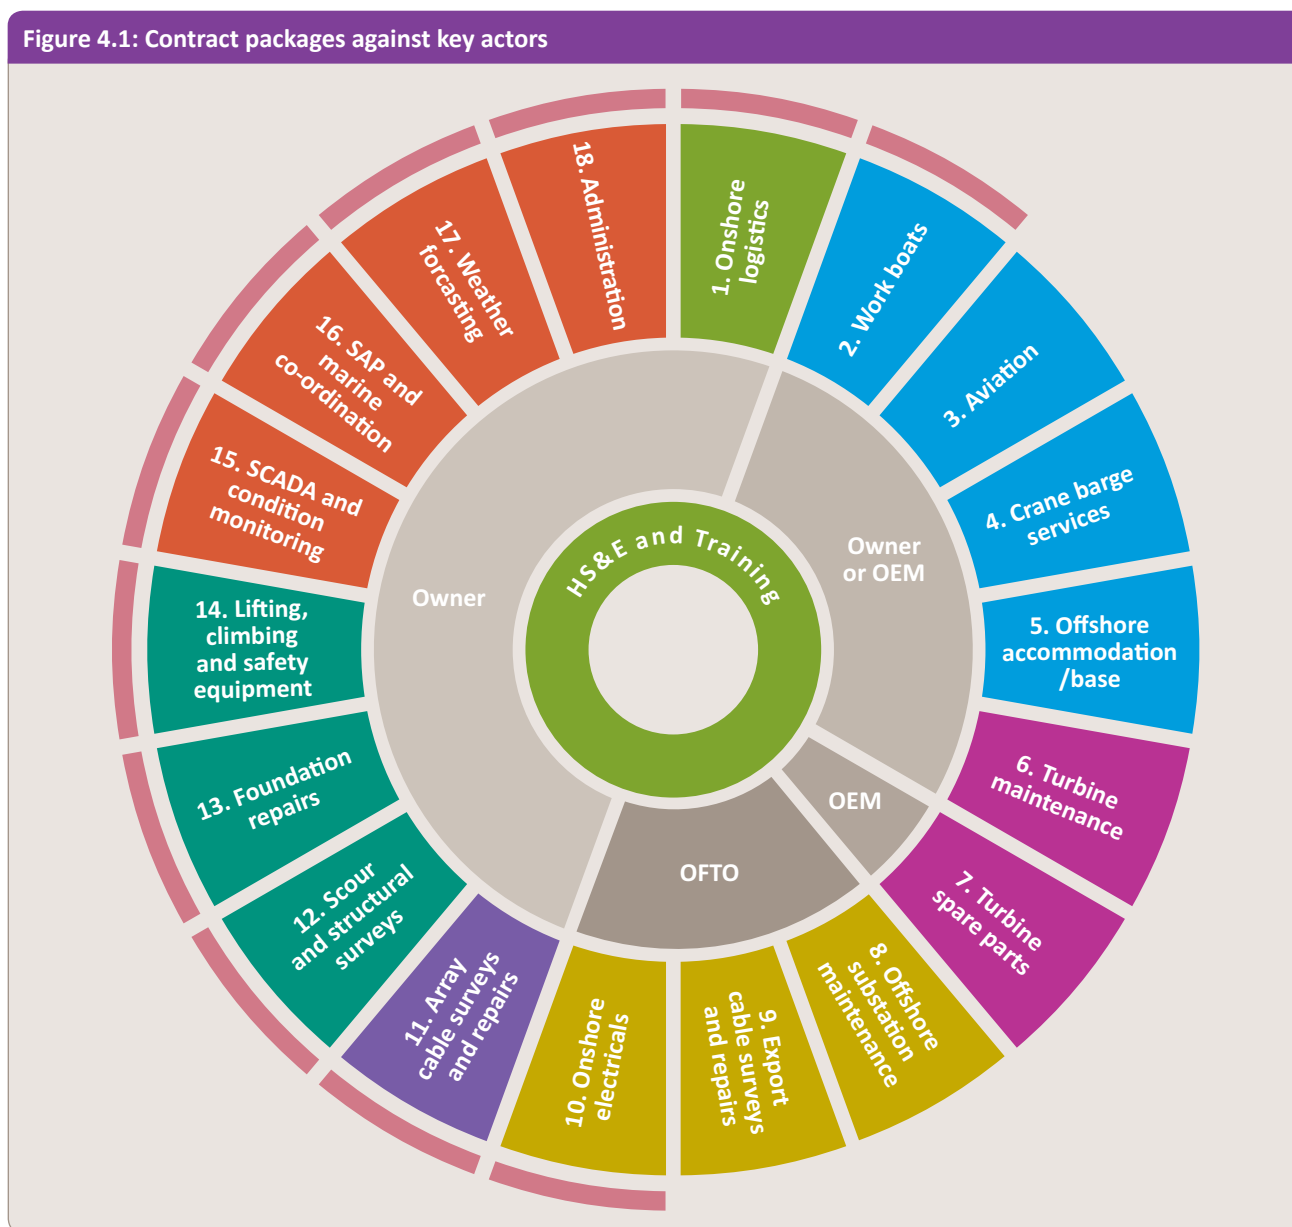 Figure 4.1: Contract packages against key actors
1. Onshore
logistics
2. Work boats
3. Aviation
4. Crane barge
services
5. Offshore
accommodation
/base
6. Turbine
maintenance
7. Turbine
spare parts
8. Offshore
substation
maintenance
9. Export
cable surveys
and repairs
10. Onshore
electricals
11. Array
cable surveys
and repairs
12. Scour
and structural
surveys
13. Foundation
repairs
14. Lifting,
climbing
and safety
equipment
15. SCADA and
condition
monitoring
16. SAP and
marine
co-ordination
17. Weather
forcasting
18. Administration
Owner
Owner
or OEM
OEM
OFTO
HS&E and Training